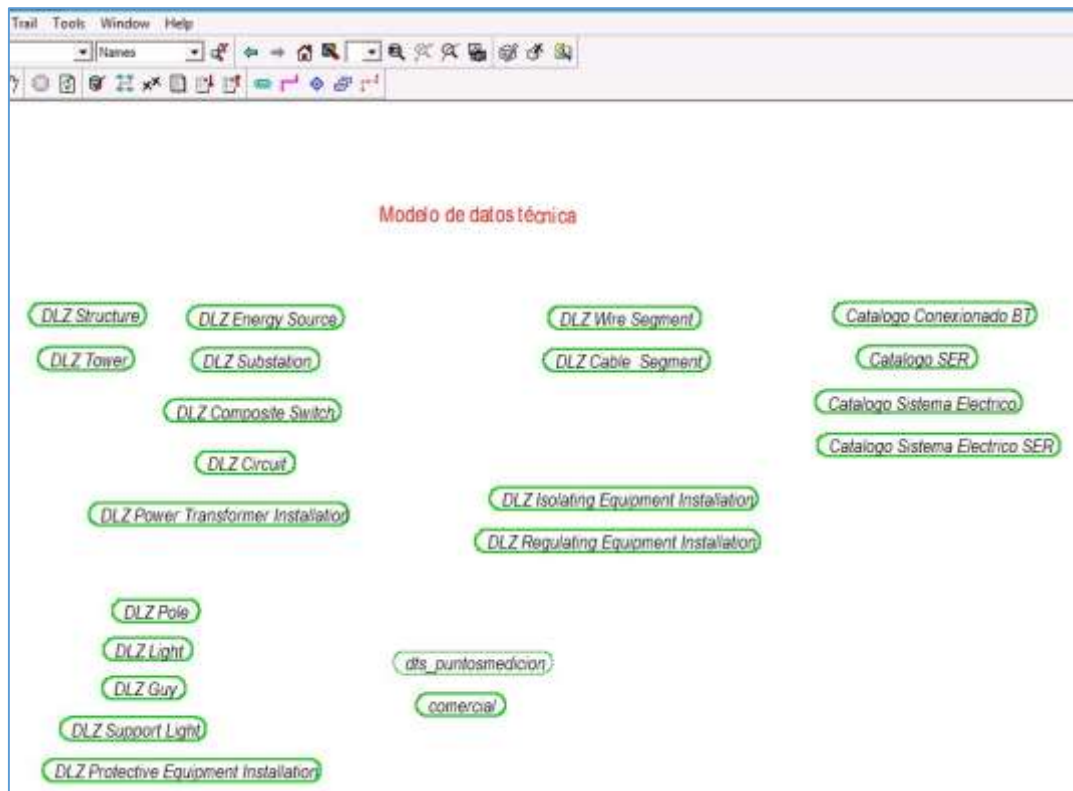 Trail Tools Window Help
Names
Modelo de datos técnica
DLZ Structure
DLZ Tower
DLZ Energy Source
DLZ Substation
DLZ Composite Switch
DLZ Circuit
DLZ Power Transformer Installation
DLZ Wire Segment
DLZ Cable Segment
DLZ Isolating Equipment Installation
DLZ Regulating Equipment Installation
Catalogo Conexionado BT
Catalogo SER
Catalogo Sistema Electrico
Catalogo Sistema Electrico SER
DLZ Pole
DLZ Light
DLZ Guy
DLZ Support Light
DLZ Protective Equipment Installation
dts_puntosmedicion
comercial